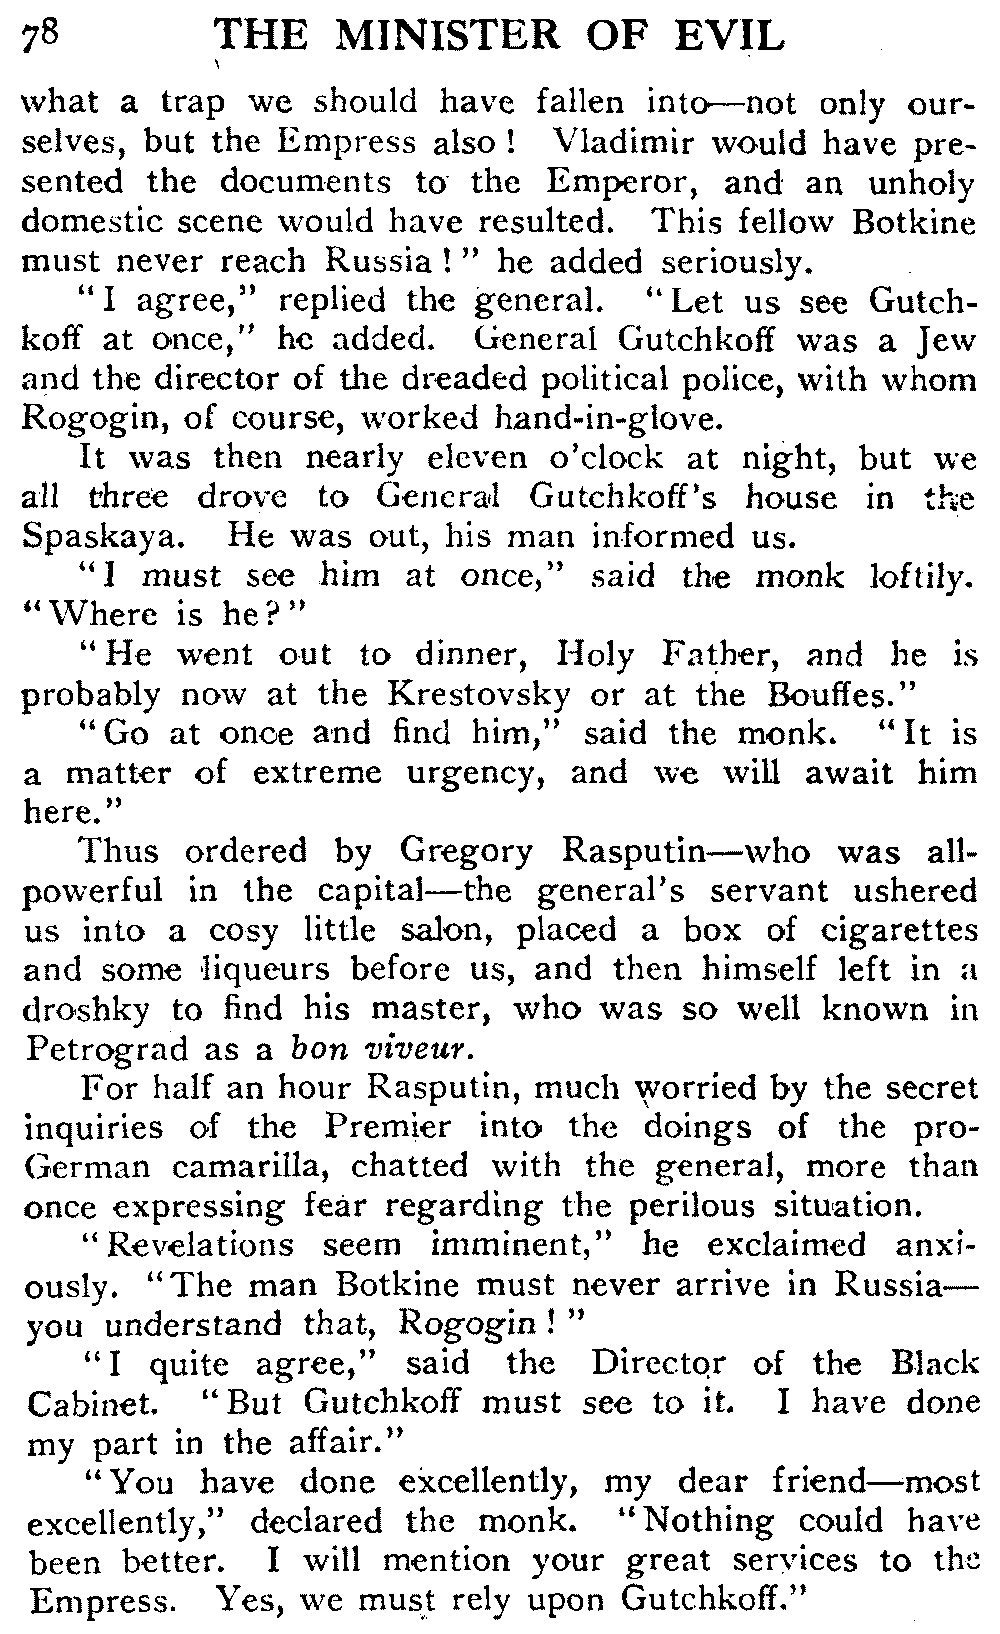 78 THE MINISTER OF EVIL
what a trap we should have fallen into—not only our-
selves, but the Empress also ! Vladimir would have pre-
sented the documents to the Emperor, and an unholy
domestic scene would have resulted. This fellow Botkine
must never reach Russia ! " he added seriously.
"I agree," replied the general. "Let us see Gutch-
koff at once," he added. General Gutchkoff was a Jew
and the director of the dreaded political police, with whom
Rogogin, of course, worked hand-in-glove.
It was then nearly eleven o'clock at night, but we
all three drove to General Gutchkoff's house in the
Spaskaya. He was out, his man informed us.
"I must see him at once," said the monk loftily.
"Where is he?"
"He went out to dinner, Holy Father, and he is
probably now at the Krestovsky or at the Bouffes."
"Go at once and find him," said the monk. "It is
a matter of extreme urgency, and we will await him
here."
Thus ordered by Gregory Rasputin—who was all-
powerful in the capital—the general's servant ushered
us into a cosy little salon, placed a box of cigarettes
and some liqueurs before us, and then himself left in a
droshky to find his master, who was so well known in
Petrograd as a bon viveur.
For half an hour Rasputin, much worried by the secret
inquiries of the Premier into the doings of the pro-
German camarilla, chatted with the general, more than
once expressing fear regarding the perilous situation.
"Revelations seem imminent," he exclaimed anxi-
ously. "The man Botkine must never arrive in Russia—
you understand that, Rogogin ! "
"I quite agree," said the Director of the Black
Cabinet. "But Gutchkoff must see to it. I have done
my part in the affair."
"You have done excellently, my dear friend—most
excellently," declared the monk. "Nothing could have
been better. I will mention your great services to the
Empress. Yes, we must rely upon Gutchkoff."